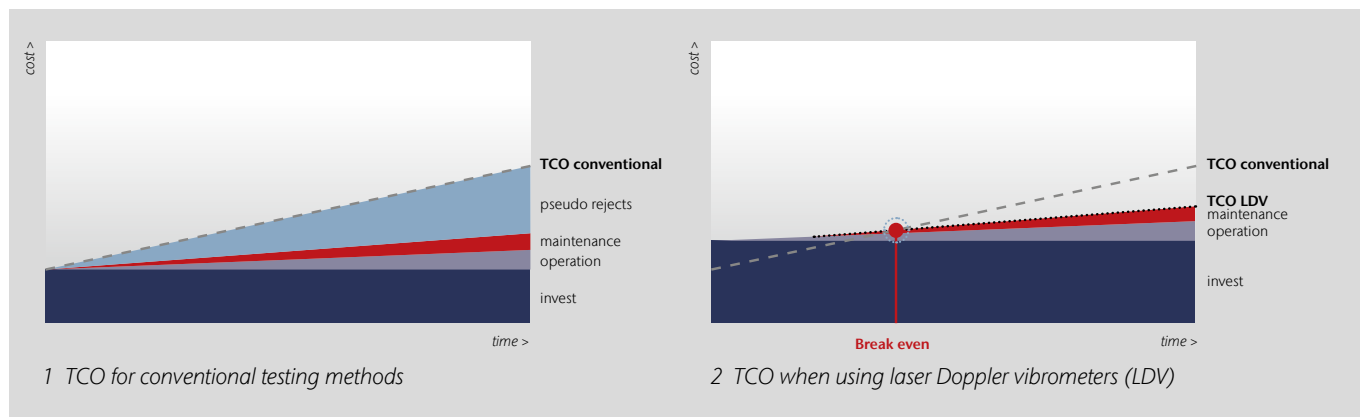 cost >
TCO conventional
pseudo rejects
maintenance
operation
invest
time >
1 TCO for conventional testing methods
cost >
TCO conventional
TCO LDV
maintenance
operation
invest
Break even
time >
2 TCO when using laser Doppler vibrometers (LDV)